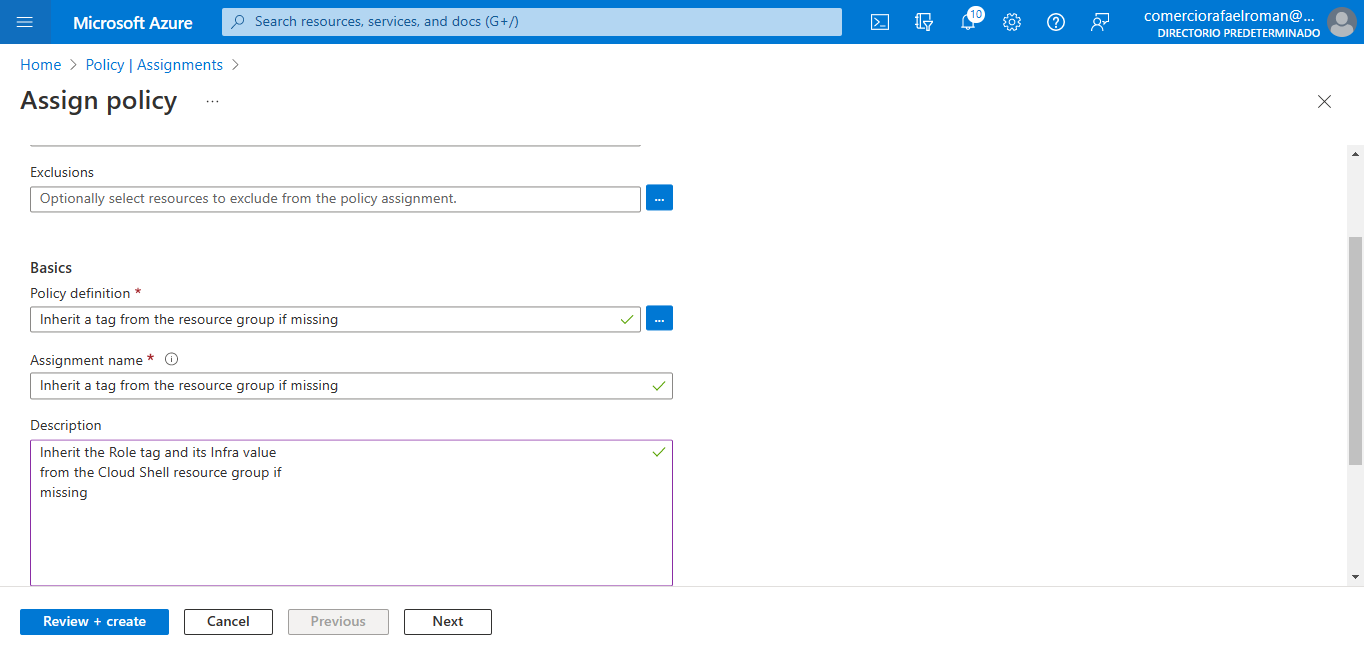 Microsoft Azure
Search resources, services, and docs (G+/)
10
comerciorafaelroman@...
DIRECTORIO PREDETERMINADO
Home > Policy | Assignments >
Assign policy ...
Exclusions
Optionally select resources to exclude from the policy assignment.
...
Basics
Policy definition *
Inherit a tag from the resource group if missing
...
Assignment name *
Inherit a tag from the resource group if missing
Description
Inherit the Role tag and its Infra value
from the Cloud Shell resource group if
missing
Review + create
Cancel
Previous
Next